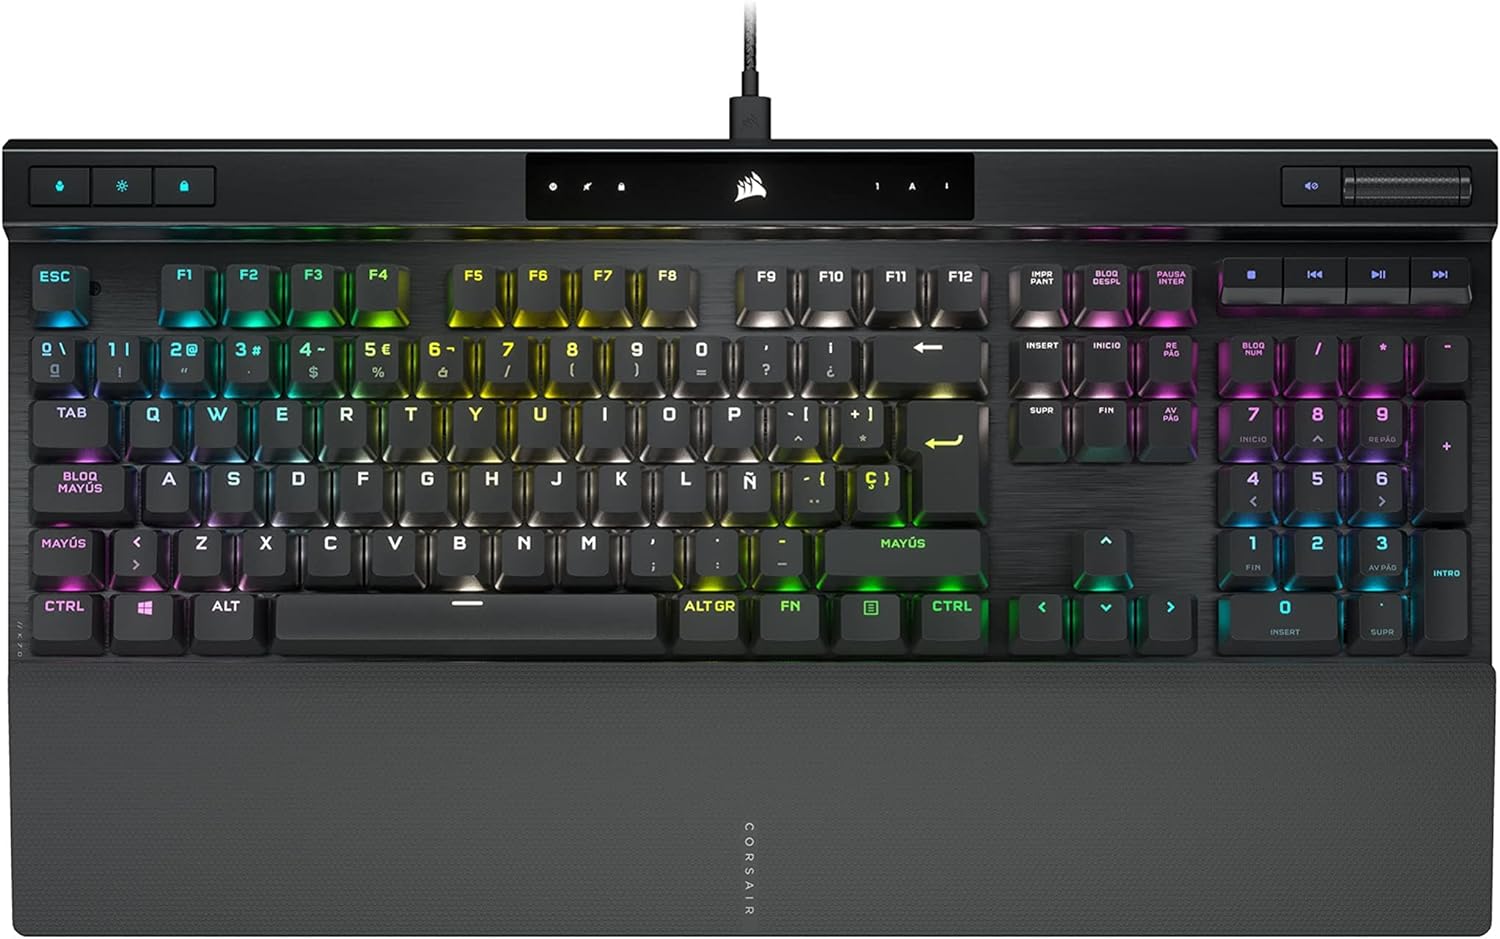 1 A
ESC F1 F2 F3 F4 F5 F6 F7 F8 F9 F10 F11 F12 IMPR PANT BLOQ DESPL PAUSA INTER
º \ ª 1 | ! 2 @ " 3 # · 4 ~ $ 5 € % 6 ¬ & 7 / 8 ( 9 ) 0 = ' ? ¡ ¿ INSERT INICIO RE PÁG BLOQ NUM / * -
TAB Q W E R T Y U I O P ` [ ^ + ] * SUPR FIN AV PÁG 7 INICIO 8 9 RE PÁG +
BLOQ MAYÚS A S D F G H J K L Ñ ´ { ¨ Ç } 4 5 6
MAYÚS < > Z X C V B N M , ; . : - _ MAYÚS 1 FIN 2 3 AV PÁG INTRO
CTRL ALT ALT GR FN CTRL 0 INSERT . SUPR
//K70
CORSAIR